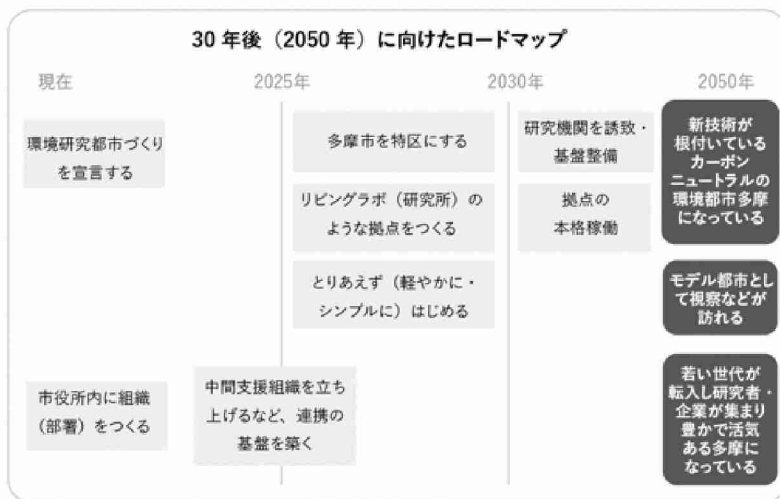 30 年後（2050 年）に向けたロードマップ
現在
2025年
2030年
2050年
環境研究都市づくり
を宣言する
多摩市を特区にする
研究機関を誘致・
基盤整備
新技術が
根付いている
カーボン
ニュートラルの
環境都市多摩
になっている
リビングラボ（研究所）の
ような拠点をつくる
拠点の
本格稼働
とりあえず（軽やかに・
シンプルに）はじめる
モデル都市とし
て視察などが
訪れる
市役所内に組織
（部署）をつくる
中間支援組織を立ち
上げるなど、連携の
基盤を築く
若い世代が
転入し研究者・
企業が集まり
豊かで活気
ある多摩に
なっている